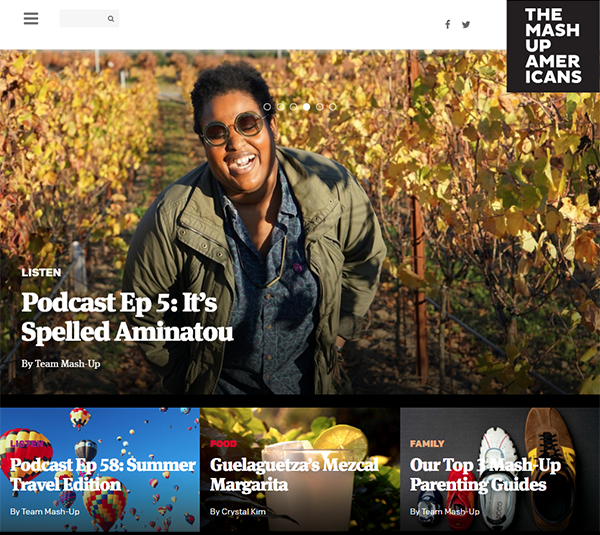 THE
MASH
UP
AMER
ICANS
LISTEN
Podcast Ep 5: It’s
Spelled Aminatou
By Team Mash-Up
LISTEN
Podcast Ep 58: Summer
Travel Edition
By Team Mash-Up
FOOD
Guelaguetza’s Mezcal
Margarita
By Crystal Kim
FAMILY
Our Top 3 Mash-Up
Parenting Guides
By Team Mash-Up